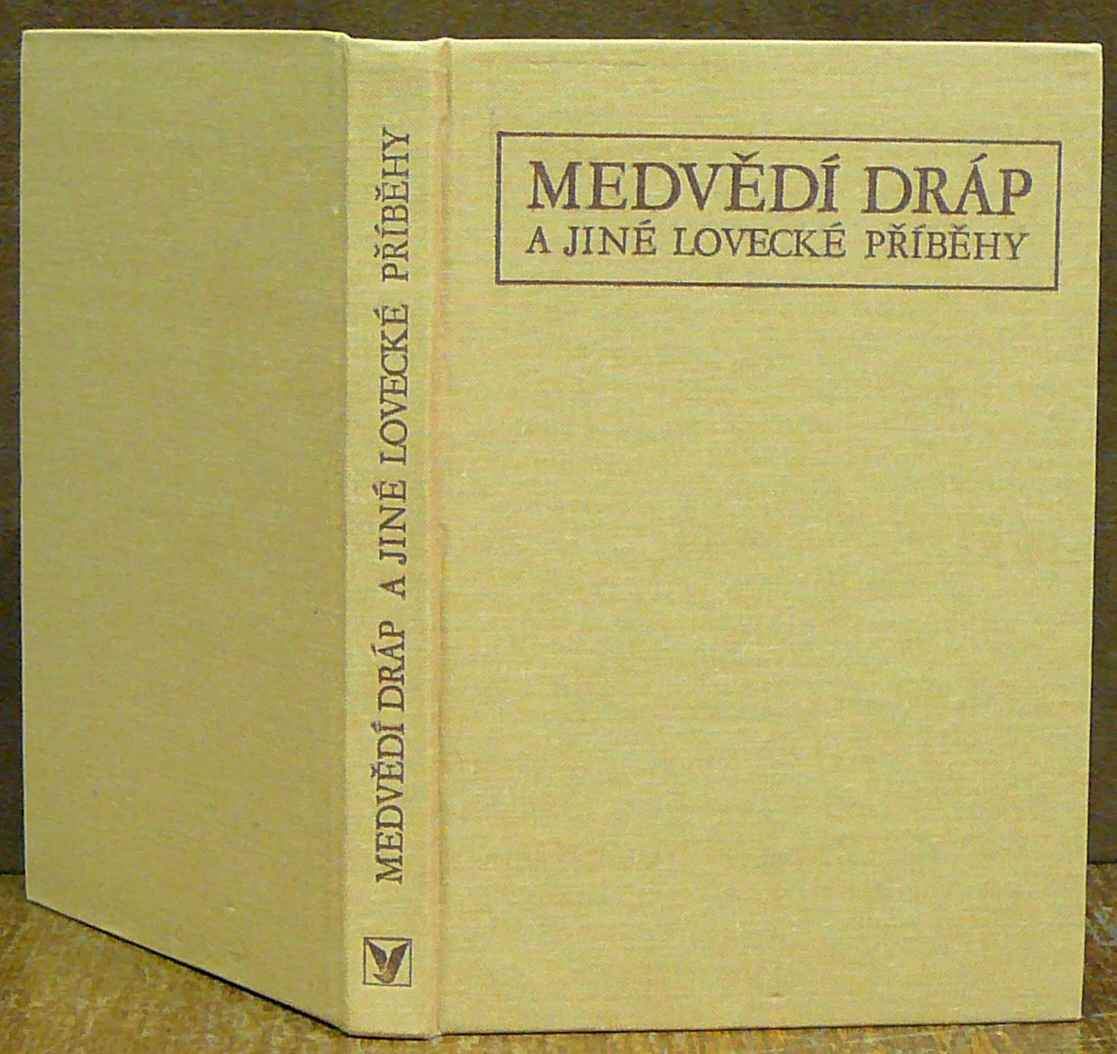 MEDVĚDÍ DRÁP
A JINÉ LOVECKÉ PŘÍBĚHY
MEDVĚDÍ DRÁP A JINÉ LOVECKÉ PŘÍBĚHY